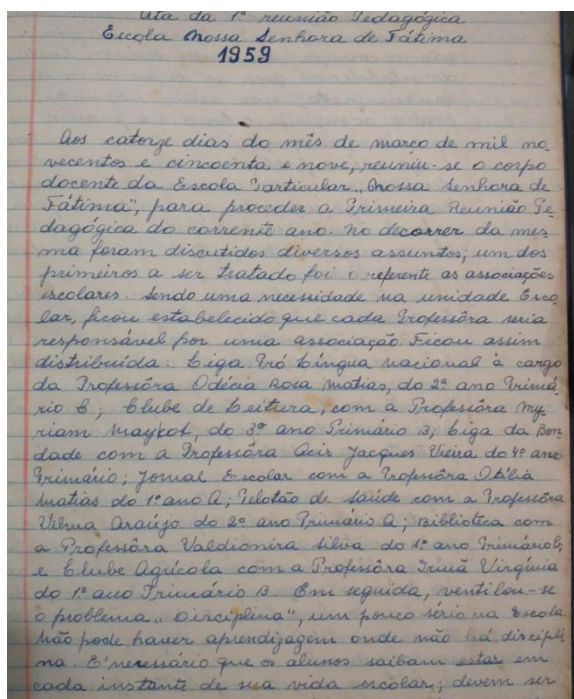 Ata da 1ª reunião Pedagógica
Escola Nossa Senhora de Fátima
1959
Aos catorze dias do mês de março de mil no
vecentos e cincoenta e nove, reuniu-se o corpo
docente da Escola Particular „Nossa Senhora de
Fátima", para proceder a Primeira Reunião Pe
dagógica do corrente ano. No decorrer da mes
ma foram discutidos diversos assuntos; um dos
primeiros a ser tratado foi o referente as associações
escolares. Sendo uma necessidade na unidade Esco
lar, ficou estabelecido que cada Professôra seria
responsável por uma associação. Ficou assim
distribuída: Liga Pró Língua nacional à cargo
da Professôra Odécia Rosa Matias, do 2º ano Primá
rio C; Clube de Leitura, com a Professôra My
riam Maykot, do 3º ano Primário B; Liga da Bon
dade com a Professôra Acir Jacques Vieira do 4º ano
Primário; Jornal Escolar com a Professôra Otília
Matias do 1º ano A; Pelotão de Saúde com a Professôra
Vilma Araújo do 2º ano Primário A; Biblioteca com
a Professôra Valdionira Silva do 1º ano Primário
e Clube Agrícola com a Professôra Irmã Virgínia
do 1º ano Primário B. Em seguida, ventilou-se
o problema „Disciplina", um pouco sério na Escola.
Não pode haver aprendizagem onde não há discipli
na. É necessário que os alunos saibam estar em
cada instante de sua vida escolar; devem ser